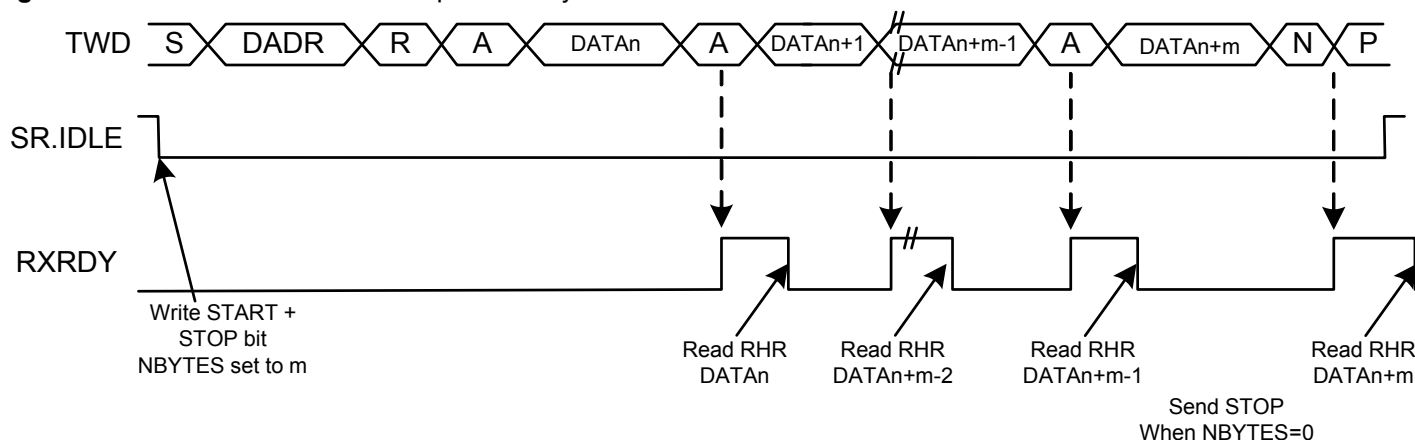 TWD S DADR R A DATAn A DATAn+1 DATAn+m-1 A DATAn+m N P
SR.IDLE
RXRDY
Write START +
STOP bit
NBYTES set to m
Read RHR
DATAn
Read RHR
DATAn+m-2
Read RHR
DATAn+m-1
Read RHR
DATAn+m
Send STOP
When NBYTES=0